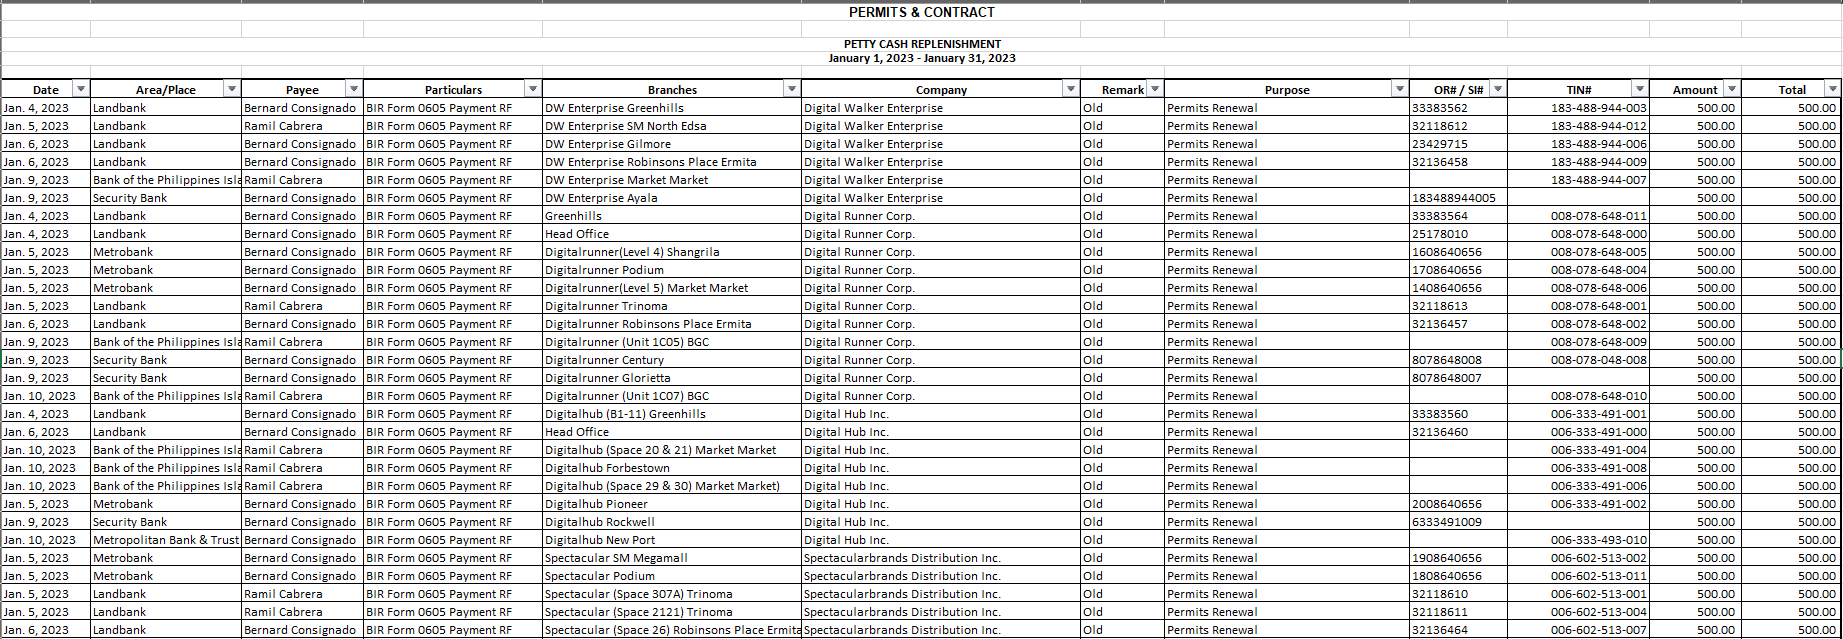 PERMITS & CONTRACT
PETTY CASH REPLENISHMENT
January 1, 2023 - January 31, 2023
Date Area/Place Payee Particulars Branches Company Remark Purpose OR# / SI# TIN# Amount Total
Jan. 4, 2023 Landbank Bernard Consignado BIR Form 0605 Payment RF DW Enterprise Greenhills Digital Walker Enterprise Old Permits Renewal 33383562 183-488-944-003 500.00 500.00
Jan. 5, 2023 Landbank Ramil Cabrera BIR Form 0605 Payment RF DW Enterprise SM North Edsa Digital Walker Enterprise Old Permits Renewal 32118612 183-488-944-012 500.00 500.00
Jan. 6, 2023 Landbank Bernard Consignado BIR Form 0605 Payment RF DW Enterprise Gilmore Digital Walker Enterprise Old Permits Renewal 23429715 183-488-944-006 500.00 500.00
Jan. 6, 2023 Landbank Bernard Consignado BIR Form 0605 Payment RF DW Enterprise Robinsons Place Ermita Digital Walker Enterprise Old Permits Renewal 32136458 183-488-944-009 500.00 500.00
Jan. 9, 2023 Bank of the Philippines Isla Ramil Cabrera BIR Form 0605 Payment RF DW Enterprise Market Market Digital Walker Enterprise Old Permits Renewal 183-488-944-007 500.00 500.00
Jan. 9, 2023 Security Bank Bernard Consignado BIR Form 0605 Payment RF DW Enterprise Ayala Digital Walker Enterprise Old Permits Renewal 183488944005 500.00 500.00
Jan. 4, 2023 Landbank Bernard Consignado BIR Form 0605 Payment RF Greenhills Digital Runner Corp. Old Permits Renewal 33383564 008-078-648-011 500.00 500.00
Jan. 4, 2023 Landbank Bernard Consignado BIR Form 0605 Payment RF Head Office Digital Runner Corp. Old Permits Renewal 25178010 008-078-648-000 500.00 500.00
Jan. 5, 2023 Metrobank Bernard Consignado BIR Form 0605 Payment RF Digitalrunner(Level 4) Shangrila Digital Runner Corp. Old Permits Renewal 1608640656 008-078-648-005 500.00 500.00
Jan. 5, 2023 Metrobank Bernard Consignado BIR Form 0605 Payment RF Digitalrunner Podium Digital Runner Corp. Old Permits Renewal 1708640656 008-078-648-004 500.00 500.00
Jan. 5, 2023 Metrobank Bernard Consignado BIR Form 0605 Payment RF Digitalrunner(Level 5) Market Market Digital Runner Corp. Old Permits Renewal 1408640656 008-078-648-006 500.00 500.00
Jan. 5, 2023 Landbank Ramil Cabrera BIR Form 0605 Payment RF Digitalrunner Trinoma Digital Runner Corp. Old Permits Renewal 32118613 008-078-648-001 500.00 500.00
Jan. 6, 2023 Landbank Bernard Consignado BIR Form 0605 Payment RF Digitalrunner Robinsons Place Ermita Digital Runner Corp. Old Permits Renewal 32136457 008-078-648-002 500.00 500.00
Jan. 9, 2023 Bank of the Philippines Isla Ramil Cabrera BIR Form 0605 Payment RF Digitalrunner (Unit 1C05) BGC Digital Runner Corp. Old Permits Renewal 008-078-648-009 500.00 500.00
Jan. 9, 2023 Security Bank Bernard Consignado BIR Form 0605 Payment RF Digitalrunner Century Digital Runner Corp. Old Permits Renewal 8078648008 008-078-048-008 500.00 500.00
Jan. 9, 2023 Security Bank Bernard Consignado BIR Form 0605 Payment RF Digitalrunner Glorietta Digital Runner Corp. Old Permits Renewal 8078648007 500.00 500.00
Jan. 10, 2023 Bank of the Philippines Isla Ramil Cabrera BIR Form 0605 Payment RF Digitalrunner (Unit 1C07) BGC Digital Runner Corp. Old Permits Renewal 008-078-648-010 500.00 500.00
Jan. 4, 2023 Landbank Bernard Consignado BIR Form 0605 Payment RF Digitalhub (B1-11) Greenhills Digital Hub Inc. Old Permits Renewal 33383560 006-333-491-001 500.00 500.00
Jan. 6, 2023 Landbank Bernard Consignado BIR Form 0605 Payment RF Head Office Digital Hub Inc. Old Permits Renewal 32136460 006-333-491-000 500.00 500.00
Jan. 10, 2023 Bank of the Philippines Isla Ramil Cabrera BIR Form 0605 Payment RF Digitalhub (Space 20 & 21) Market Market Digital Hub Inc. Old Permits Renewal 006-333-491-004 500.00 500.00
Jan. 10, 2023 Bank of the Philippines Isla Ramil Cabrera BIR Form 0605 Payment RF Digitalhub Forbestown Digital Hub Inc. Old Permits Renewal 006-333-491-008 500.00 500.00
Jan. 10, 2023 Bank of the Philippines Isla Ramil Cabrera BIR Form 0605 Payment RF Digitalhub (Space 29 & 30) Market Market) Digital Hub Inc. Old Permits Renewal 006-333-491-006 500.00 500.00
Jan. 5, 2023 Metrobank Bernard Consignado BIR Form 0605 Payment RF Digitalhub Pioneer Digital Hub Inc. Old Permits Renewal 2008640656 006-333-491-002 500.00 500.00
Jan. 9, 2023 Security Bank Bernard Consignado BIR Form 0605 Payment RF Digitalhub Rockwell Digital Hub Inc. Old Permits Renewal 6333491009 500.00 500.00
Jan. 10, 2023 Metropolitan Bank & Trust Bernard Consignado BIR Form 0605 Payment RF Digitalhub New Port Digital Hub Inc. Old Permits Renewal 006-333-493-010 500.00 500.00
Jan. 5, 2023 Metrobank Bernard Consignado BIR Form 0605 Payment RF Spectacular SM Megamall Spectacularbrands Distribution Inc. Old Permits Renewal 1908640656 006-602-513-002 500.00 500.00
Jan. 5, 2023 Metrobank Bernard Consignado BIR Form 0605 Payment RF Spectacular Podium Spectacularbrands Distribution Inc. Old Permits Renewal 1808640656 006-602-513-011 500.00 500.00
Jan. 5, 2023 Landbank Ramil Cabrera BIR Form 0605 Payment RF Spectacular (Space 307A) Trinoma Spectacularbrands Distribution Inc. Old Permits Renewal 32118610 006-602-513-001 500.00 500.00
Jan. 5, 2023 Landbank Ramil Cabrera BIR Form 0605 Payment RF Spectacular (Space 2121) Trinoma Spectacularbrands Distribution Inc. Old Permits Renewal 32118611 006-602-513-004 500.00 500.00
Jan. 6, 2023 Landbank Bernard Consignado BIR Form 0605 Payment RF Spectacular (Space 26) Robinsons Place Ermita Spectacularbrands Distribution Inc. Old Permits Renewal 32136464 006-602-513-007 500.00 500.00